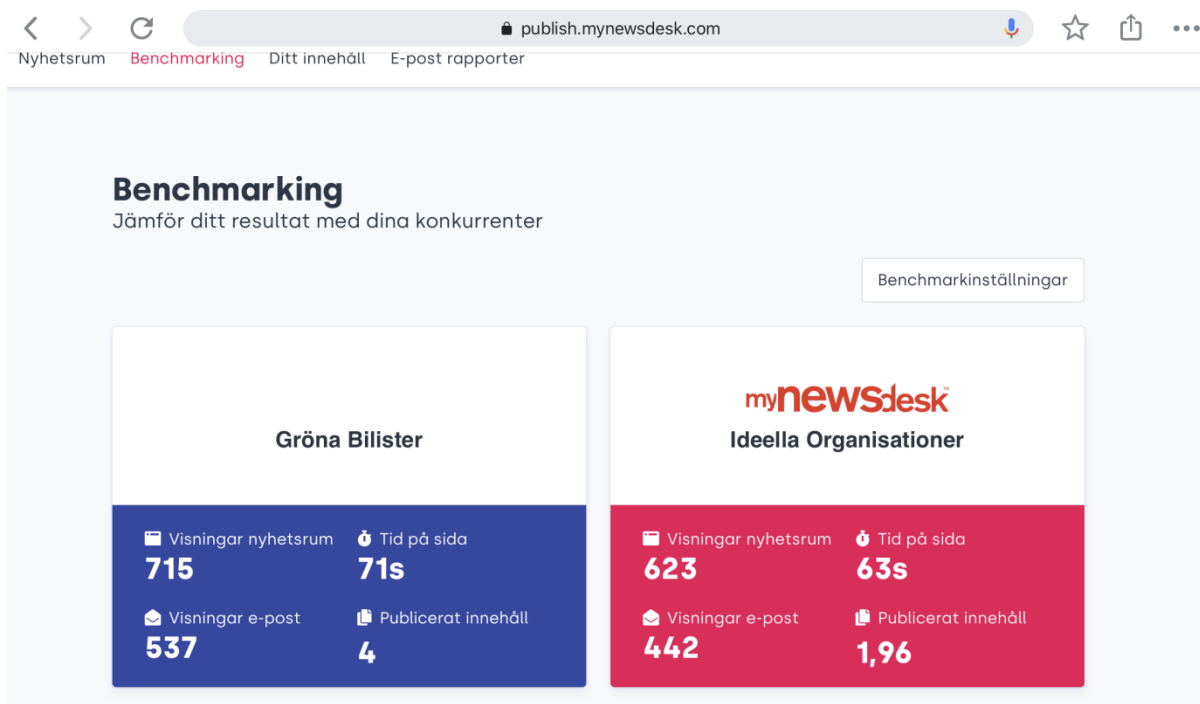 publish.mynewsdesk.com
Nyhetsrum Benchmarking Ditt innehåll E-post rapporter
Benchmarking
Jämför ditt resultat med dina konkurrenter
Benchmarkinställningar
Gröna Bilister
Visningar nyhetsrum Tid på sida
715 71s
Visningar e-post Publicerat innehåll
537 4
mynewsdesk™
Ideella Organisationer
Visningar nyhetsrum Tid på sida
623 63s
Visningar e-post Publicerat innehåll
442 1,96